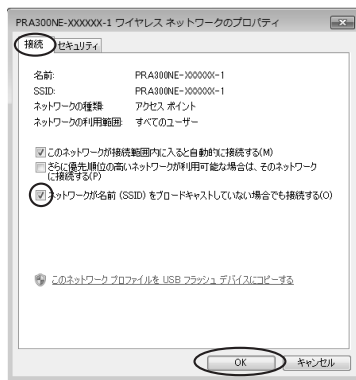 PRA300NE-XXXXXX-1 ワイヤレス ネットワークのプロパティ
接続 セキュリティ
名前: PRA300NE-XXXXXX-1
SSID: PRA300NE-XXXXXX-1
ネットワークの種類: アクセス ポイント
ネットワークの利用範囲: すべてのユーザー
このネットワークが接続範囲内に入ると自動的に接続する(M)
さらに優先順位の高いネットワークが利用可能な場合は、そのネットワーク
に接続する(P)
ネットワークが名前 (SSID) をブロードキャストしていない場合でも接続する(O)
このネットワーク プロファイルを USB フラッシュ デバイスにコピーする
OK キャンセル